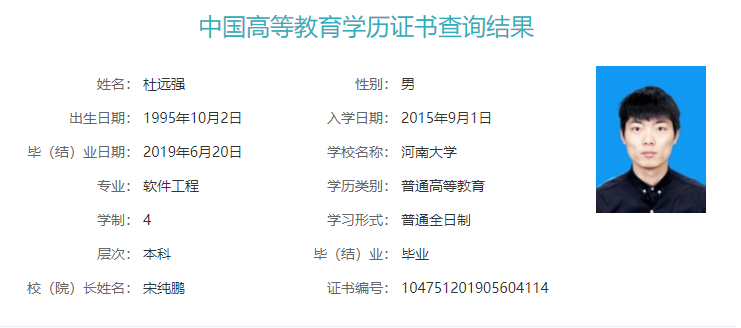 中国高等教育学历证书查询结果
姓名： 杜远强 性别： 男
出生日期： 1995年10月2日 入学日期： 2015年9月1日
毕（结）业日期： 2019年6月20日 学校名称： 河南大学
专业： 软件工程 学历类别： 普通高等教育
学制： 4 学习形式： 普通全日制
层次： 本科 毕（结）业： 毕业
校（院）长姓名： 宋纯鹏 证书编号： 104751201905604114